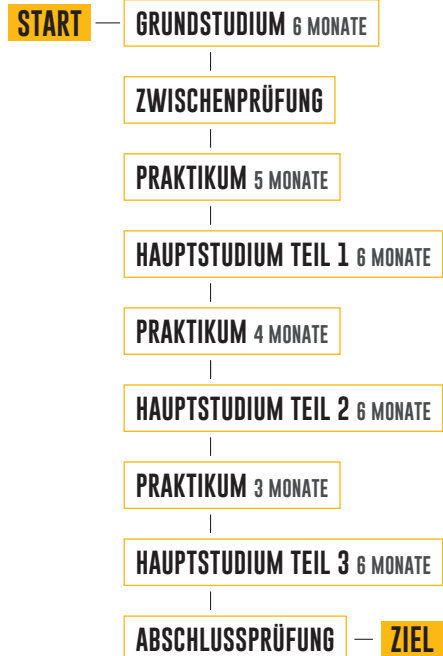 START GRUNDSTUDIUM 6 MONATE
ZWISCHENPRÜFUNG
PRAKTIKUM 5 MONATE
HAUPTSTUDIUM TEIL 1 6 MONATE
PRAKTIKUM 4 MONATE
HAUPTSTUDIUM TEIL 2 6 MONATE
PRAKTIKUM 3 MONATE
HAUPTSTUDIUM TEIL 3 6 MONATE
ABSCHLUSSPRÜFUNG ZIEL